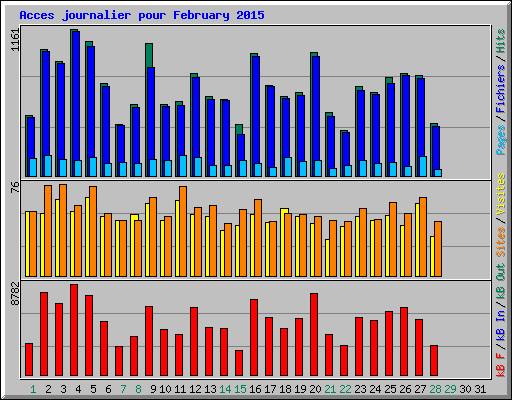 Acces journalier pour February 2015
1161
Pages / Fichiers / Hits
76
Sites / Visites
8782
kB F / kB In / kB Out
1 2 3 4 5 6 7 8 9 10 11 12 13 14 15 16 17 18 19 20 21 22 23 24 25 26 27 28 29 30 31